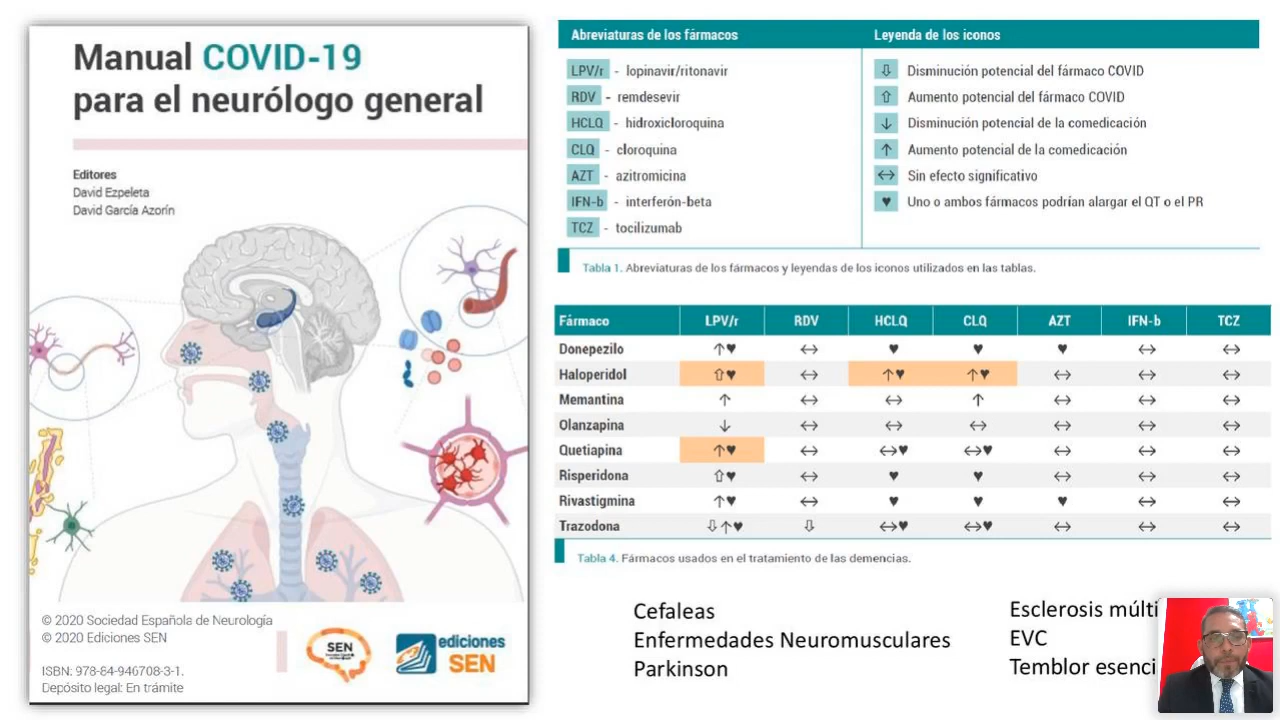 Manual COVID-19
para el neurólogo general
Editores
David Ezpeleta
David García Azorín
© 2020 Sociedad Española de Neurología
© 2020 Ediciones SEN
ISBN: 978-84-946708-3-1.
Depósito legal: En trámite
SEN
ediciones
SEN
Abreviaturas de los fármacos Leyenda de los iconos
LPV/r - lopinavir/ritonavir ⇩ Disminución potencial del fármaco COVID
RDV - remdesevir ⇧ Aumento potencial del fármaco COVID
HCLQ - hidroxicloroquina ↓ Disminución potencial de la comedicación
CLQ - cloroquina ↑ Aumento potencial de la comedicación
AZT - azitromicina ↔ Sin efecto significativo
IFN-b - interferón-beta ♥ Uno o ambos fármacos podrían alargar el QT o el PR
TCZ - tocilizumab
Tabla 1. Abreviaturas de los fármacos y leyendas de los iconos utilizados en las tablas.
Fármaco LPV/r RDV HCLQ CLQ AZT IFN-b TCZ
Donepezilo ↑♥ ↔ ♥ ♥ ♥ ↔ ↔
Haloperidol ⇧♥ ↔ ↑♥ ↑♥ ↔ ↔ ↔
Memantina ↑ ↔ ↔ ↑ ↔ ↔ ↔
Olanzapina ↓ ↔ ↔ ↔ ↔ ↔ ↔
Quetiapina ↑♥ ↔ ↔♥ ↔♥ ↔ ↔ ↔
Risperidona ⇧♥ ↔ ♥ ♥ ↔ ↔ ↔
Rivastigmina ↑♥ ↔ ♥ ♥ ♥ ↔ ↔
Trazodona ⇩↑♥ ⇩ ↔♥ ↔♥ ↔ ↔ ↔
Tabla 4. Fármacos usados en el tratamiento de las demencias.
Cefaleas
Enfermedades Neuromusculares
Parkinson
Esclerosis múlti
EVC
Temblor esenci